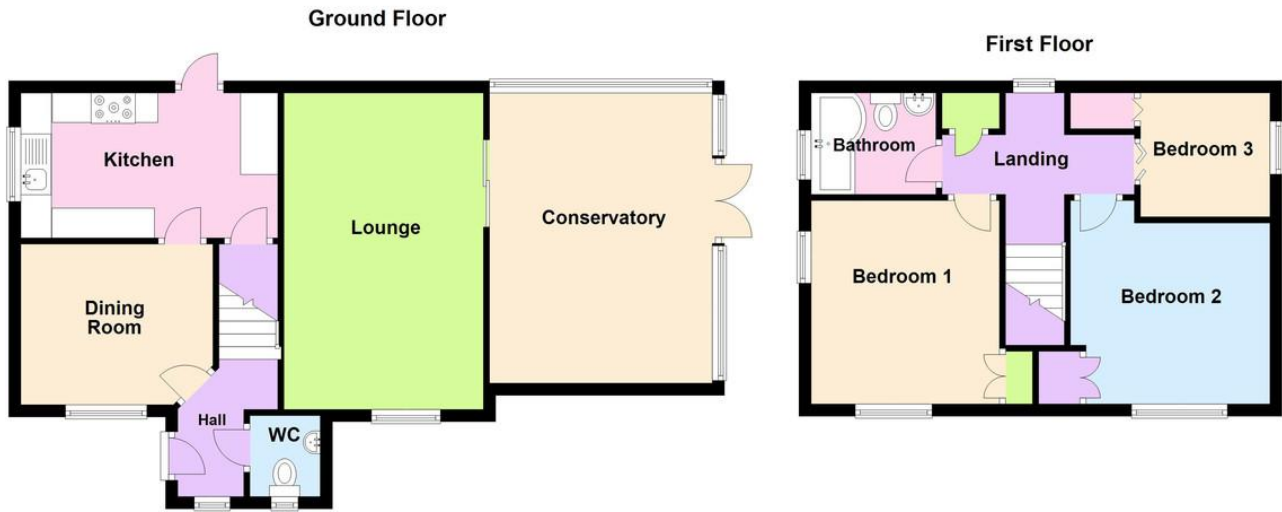 Ground Floor
Kitchen
Lounge
Conservatory
Dining
Room
Hall
WC
First Floor
Bathroom
Landing
Bedroom 3
Bedroom 1
Bedroom 2